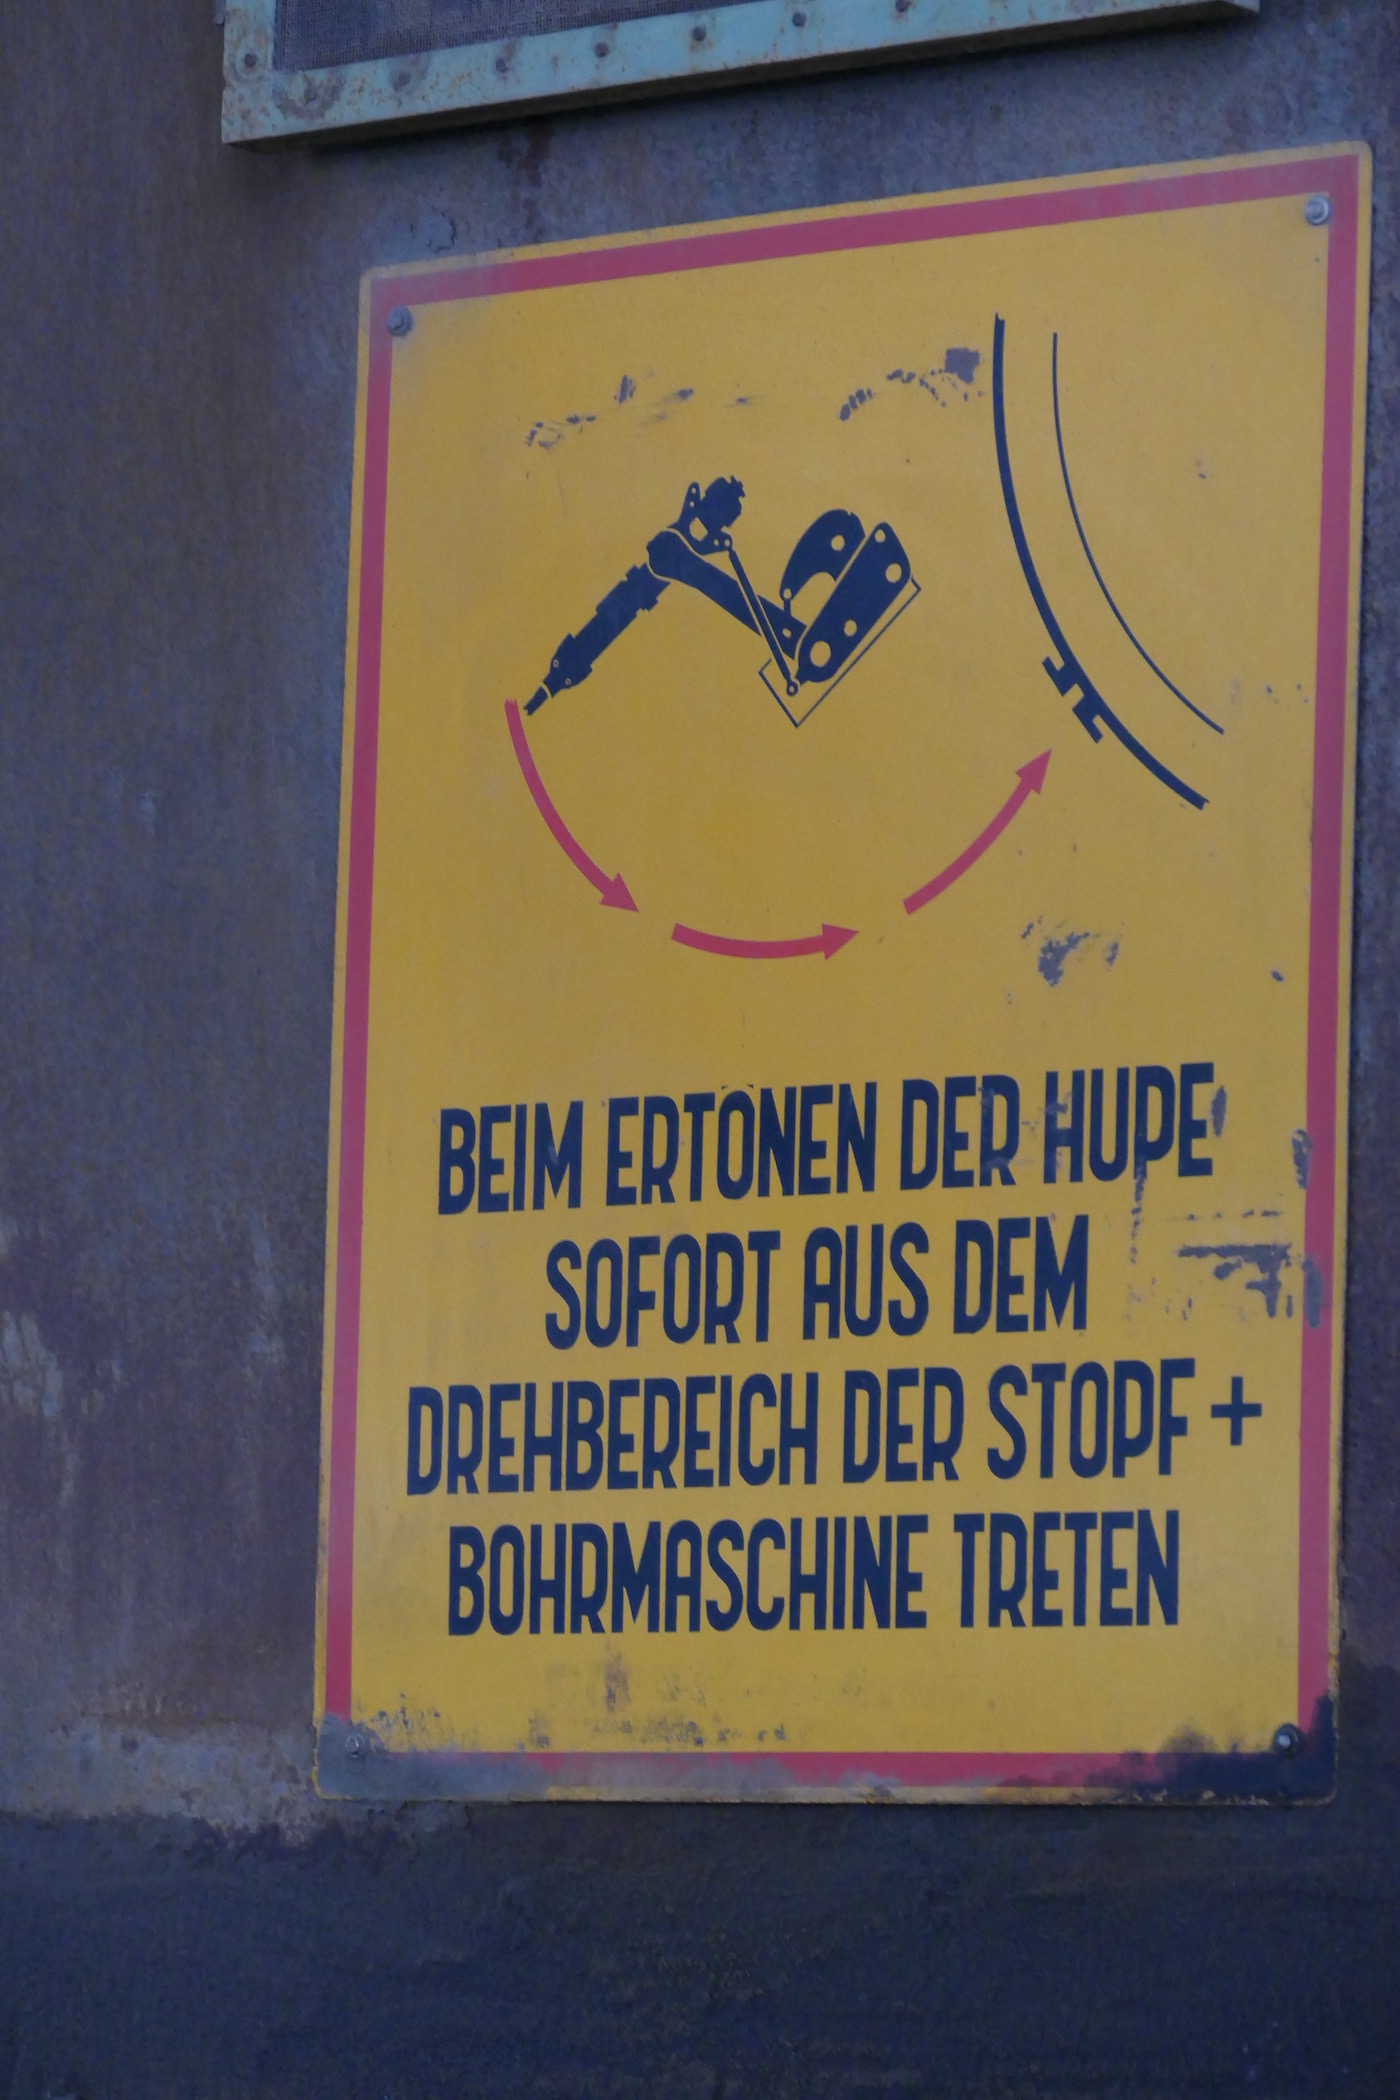 BEIM ERTÖNEN DER HUPE
SOFORT AUS DEM
DREHBEREICH DER STOPF +
BOHRMASCHINE TRETEN